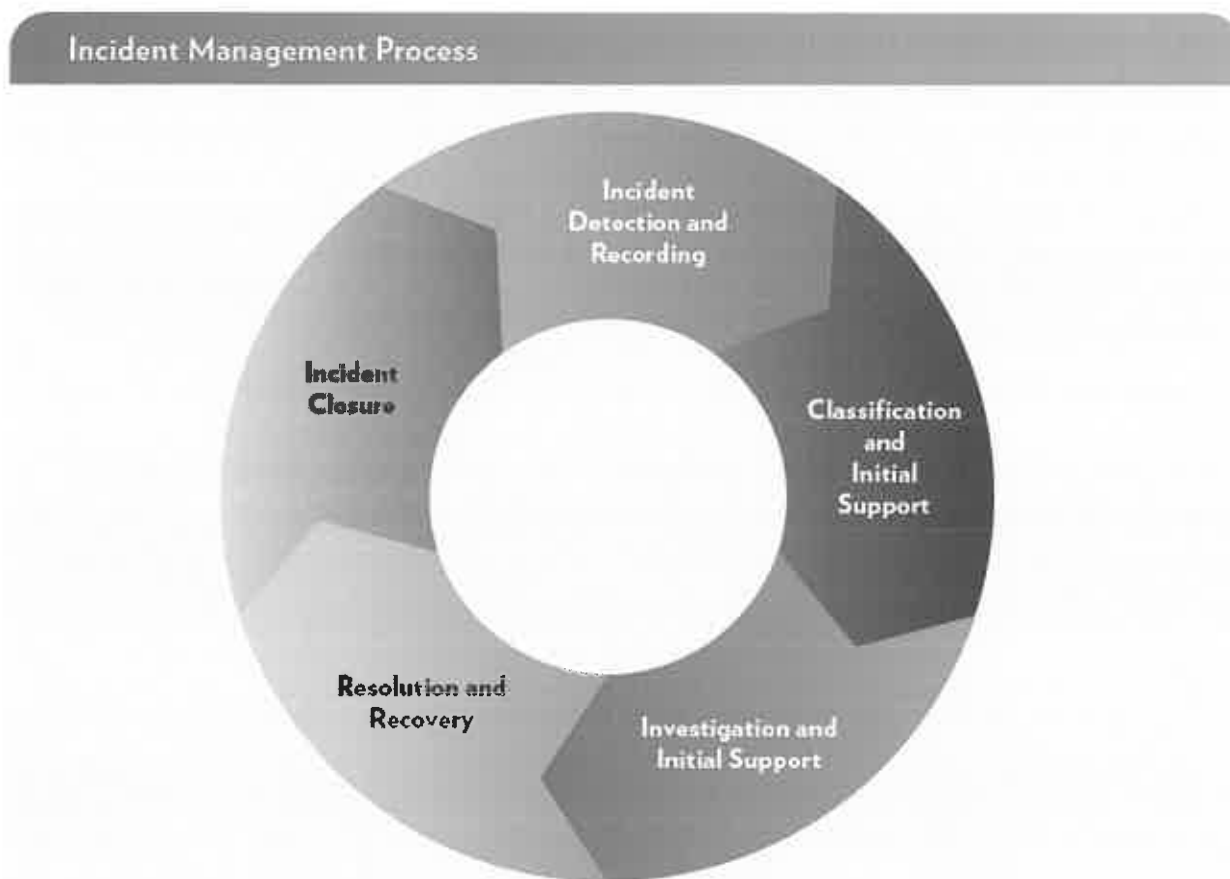 Incident Management Process
Incident
Detection and
Recording
Classification
and
Initial
Support
Investigation and
Initial Support
Resolution and
Recovery
Incident
Closure